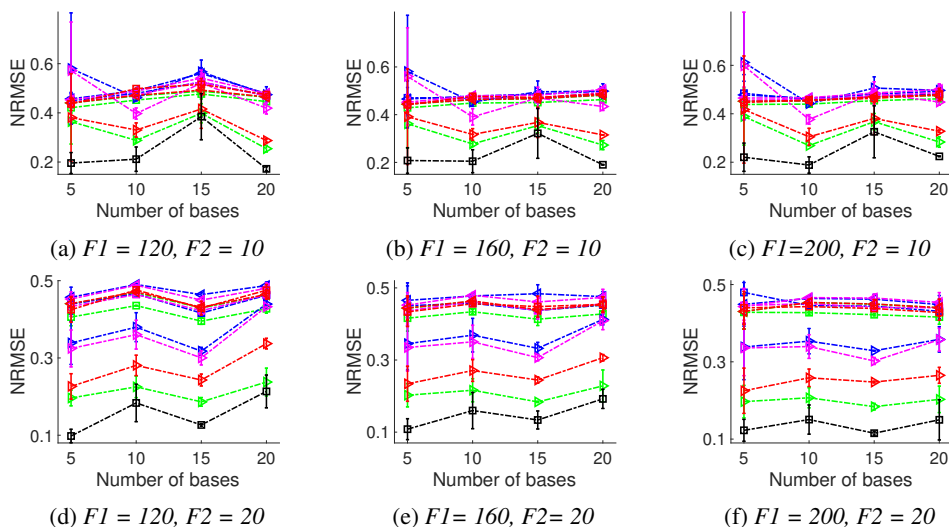 NRMSE
0.6
0.4
0.2
5 10 15 20
Number of bases
(a) F1 = 120, F2 = 10
0.6
0.4
0.2
5 10 15 20
Number of bases
(b) F1 = 160, F2 = 10
NRMSE
0.6
0.4
0.2
5 10 15 20
Number of bases
(c) F1=200, F2 = 10
NRMSE
0.5
0.3
0.1
5 10 15 20
Number of bases
(d) F1 = 120, F2 = 20
NRMSE
0.5
0.3
0.1
5 10 15 20
Number of bases
(e) F1= 160, F2= 20
NRMSE
0.5
0.3
0.1
5 10 15 20
Number of bases
(f) F1 = 200, F2 = 20